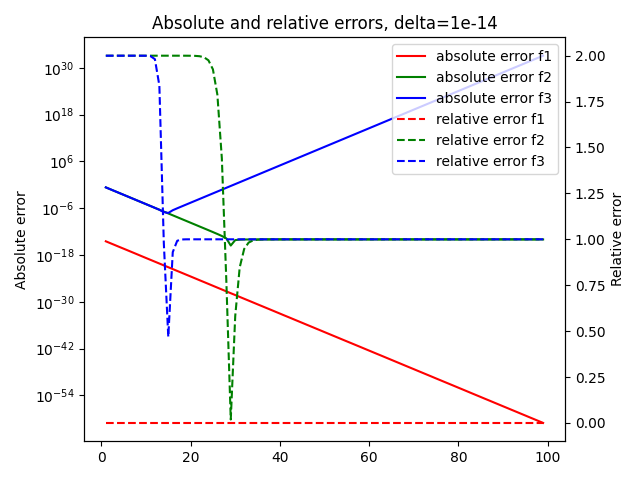 Absolute and relative errors, delta=1e-14
Absolute error
10^30
10^18
10^6
10^−6
10^−18
10^−30
10^−42
10^−54
absolute error f1
absolute error f2
absolute error f3
relative error f1
relative error f2
relative error f3
2.00
1.75
1.50
1.25
1.00
0.75
0.50
0.25
0.00
Relative error
0 20 40 60 80 100